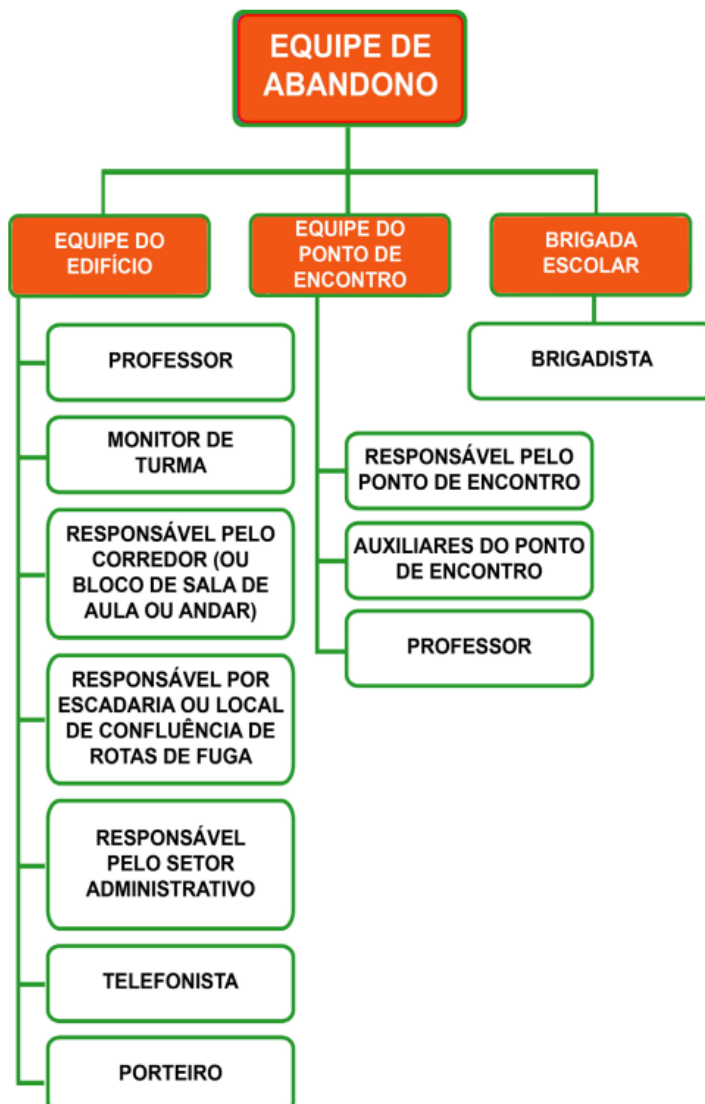 EQUIPE DE
ABANDONO
EQUIPE DO
EDIFÍCIO
EQUIPE DO
PONTO DE
ENCONTRO
BRIGADA
ESCOLAR
PROFESSOR
MONITOR DE
TURMA
RESPONSÁVEL PELO
CORREDOR (OU
BLOCO DE SALA DE
AULA OU ANDAR)
RESPONSÁVEL POR
ESCADARIA OU LOCAL
DE CONFLUÊNCIA DE
ROTAS DE FUGA
RESPONSÁVEL
PELO SETOR
ADMINISTRATIVO
TELEFONISTA
PORTEIRO
RESPONSÁVEL PELO
PONTO DE ENCONTRO
AUXILIARES DO PONTO
DE ENCONTRO
PROFESSOR
BRIGADISTA